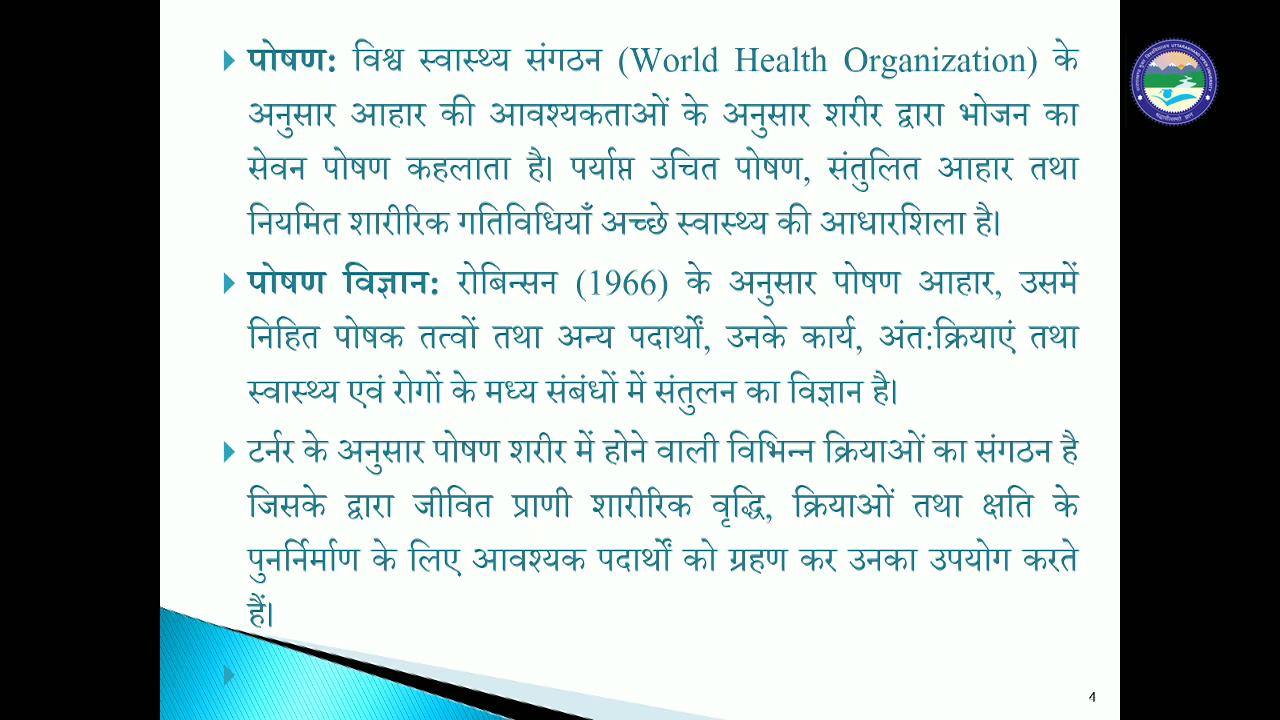 पोषण: विश्व स्वास्थ्य संगठन (World Health Organization) के
अनुसार आहार की आवश्यकताओं के अनुसार शरीर द्वारा भोजन का
सेवन पोषण कहलाता है। पर्याप्त उचित पोषण, संतुलित आहार तथा
नियमित शारीरिक गतिविधियाँ अच्छे स्वास्थ्य की आधारशिला है।
पोषण विज्ञान: रोबिन्सन (1966) के अनुसार पोषण आहार, उसमें
निहित पोषक तत्वों तथा अन्य पदार्थों, उनके कार्य, अंत:क्रियाएं तथा
स्वास्थ्य एवं रोगों के मध्य संबंधों में संतुलन का विज्ञान है।
टर्नर के अनुसार पोषण शरीर में होने वाली विभिन्न क्रियाओं का संगठन है
जिसके द्वारा जीवित प्राणी शारीरिक वृद्धि, क्रियाओं तथा क्षति के
पुनर्निर्माण के लिए आवश्यक पदार्थों को ग्रहण कर उनका उपयोग करते
हैं।
4